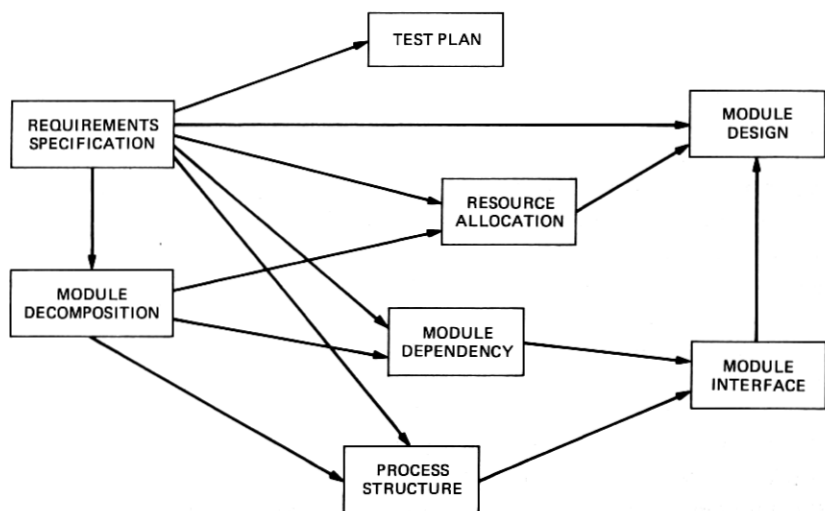 TEST PLAN
REQUIREMENTS
SPECIFICATION
MODULE
DESIGN
RESOURCE
ALLOCATION
MODULE
DECOMPOSITION
MODULE
DEPENDENCY
MODULE
INTERFACE
PROCESS
STRUCTURE